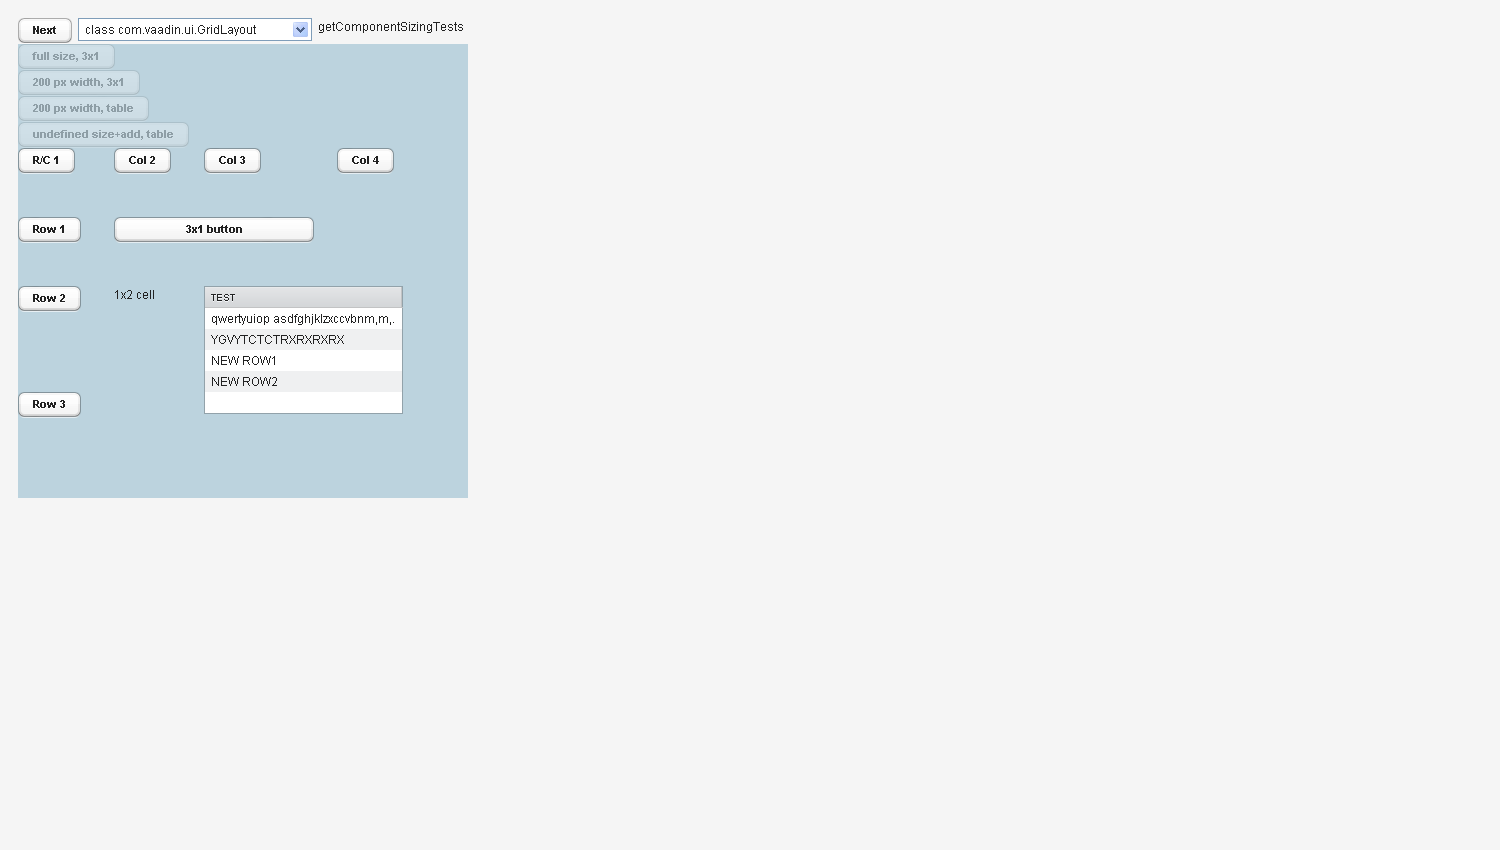 Next class com.vaadin.ui.GridLayout getComponentSizingTests
full size, 3x1
200 px width, 3x1
200 px width, table
undefined size+add, table
R/C 1 Col 2 Col 3 Col 4
Row 1 3x1 button
Row 2 1x2 cell TEST
qwertyuiop asdfghjklzxccvbnm,m,.
YGVYTCTCTRXRXRXRX
NEW ROW1
NEW ROW2
Row 3